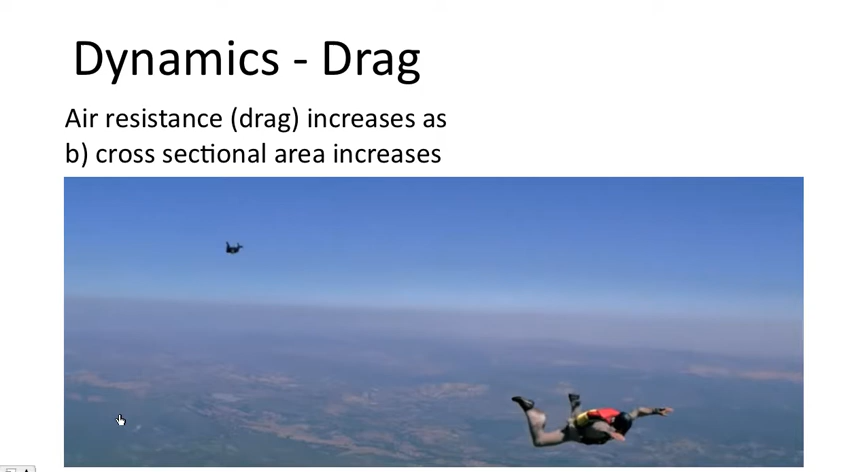 Dynamics - Drag
Air resistance (drag) increases as
b) cross sectional area increases